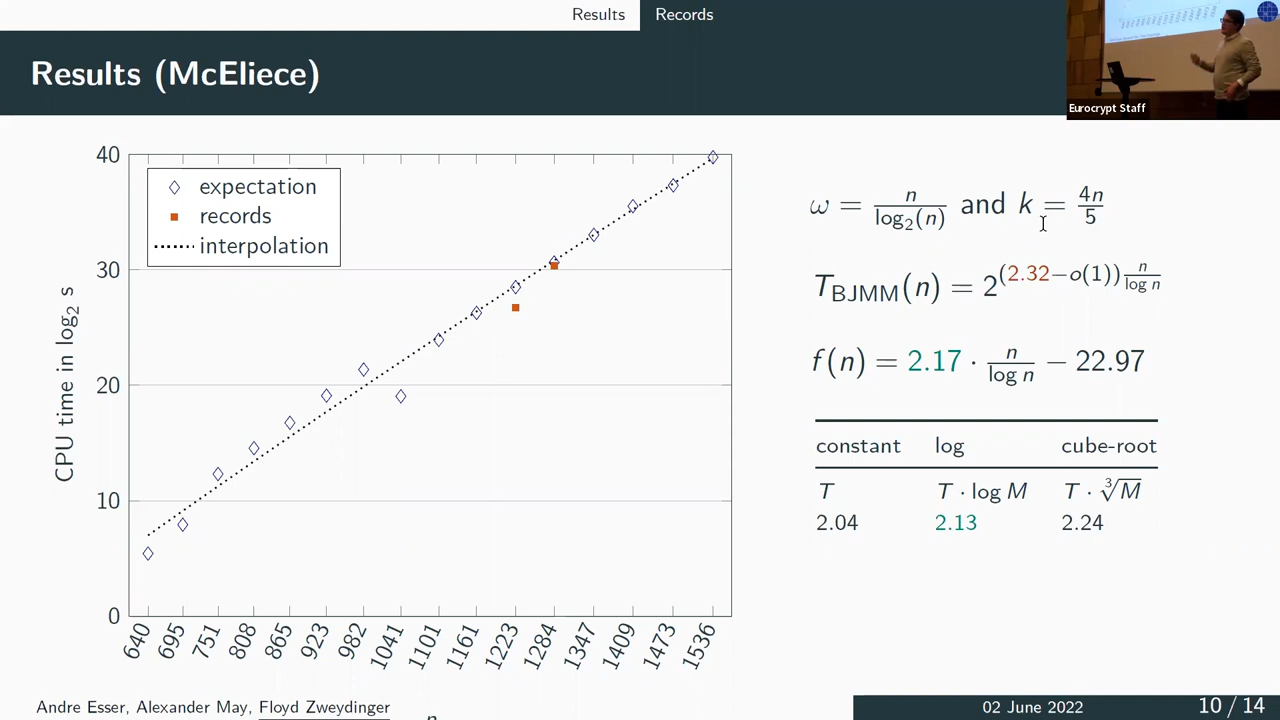 Results Records
Results (McEliece)
Eurocrypt Staff
40
30
20
10
0
CPU time in log₂ s
expectation
records
interpolation
640 695 751 808 865 923 982 1041 1101 1161 1223 1284 1347 1409 1473 1536
ω = n/log₂(n) and k = 4n/5
T_BJMM(n) = 2^((2.32−o(1)) n/log n)
f(n) = 2.17 · n/log n − 22.97
constant log cube-root
T T · log M T · ∛M
2.04 2.13 2.24
Andre Esser, Alexander May, Floyd Zweydinger
02 June 2022 10 / 14